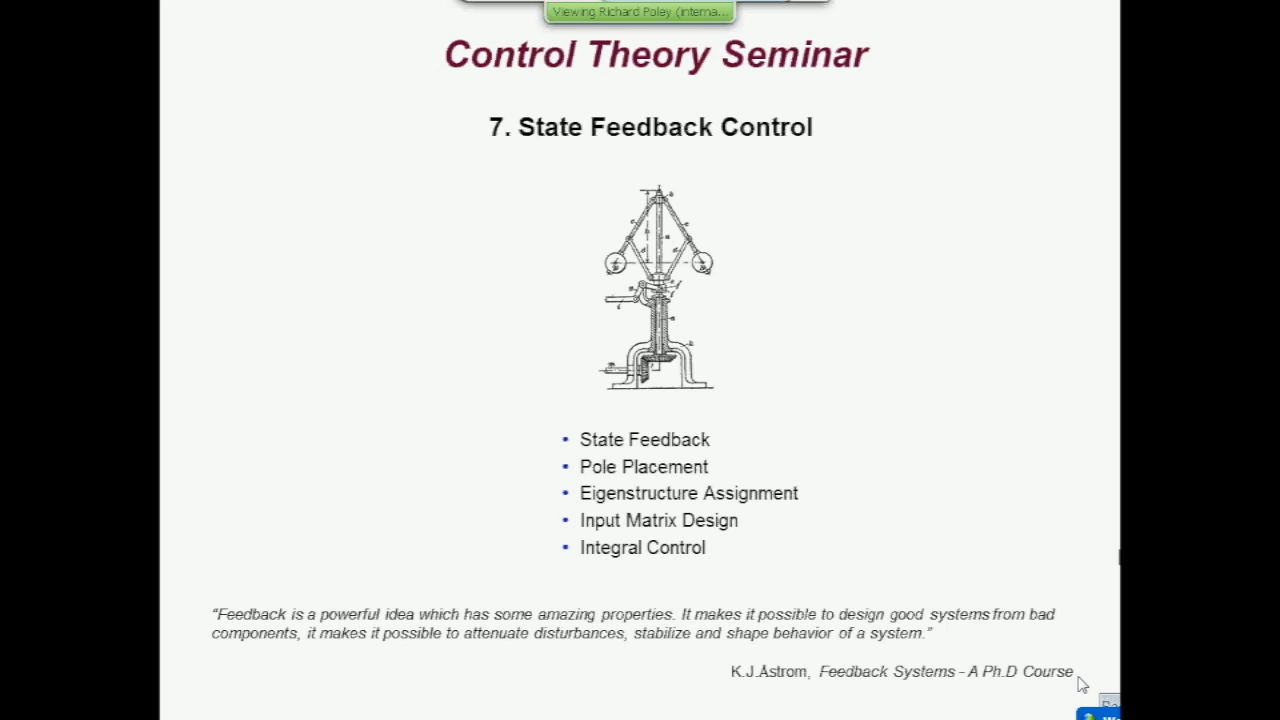 Viewing Richard Poley (interna...
Control Theory Seminar
7. State Feedback Control
• State Feedback
• Pole Placement
• Eigenstructure Assignment
• Input Matrix Design
• Integral Control
“Feedback is a powerful idea which has some amazing properties. It makes it possible to design good systems from bad
components, it makes it possible to attenuate disturbances, stabilize and shape behavior of a system.”
K.J.Åstrom, Feedback Systems - A Ph.D Course